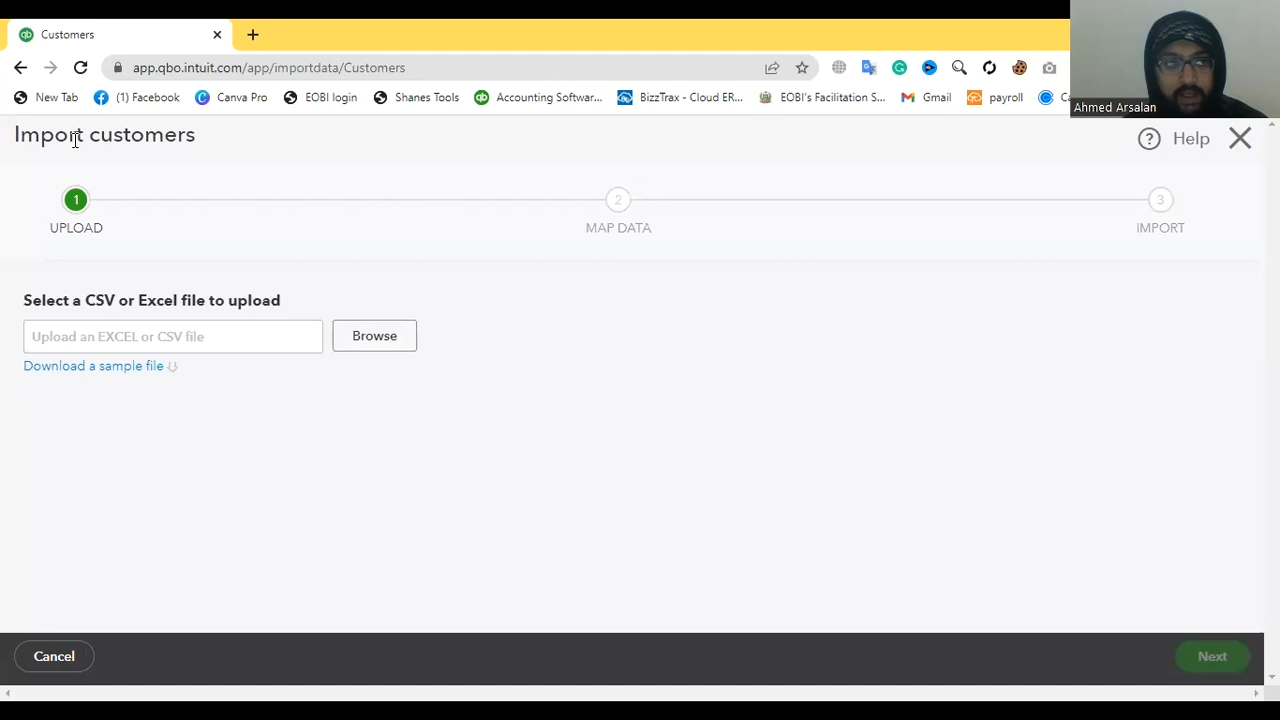 Customers
app.qbo.intuit.com/app/importdata/Customers
New Tab (1) Facebook Canva Pro EOBI login Shanes Tools Accounting Softwar... BizzTrax - Cloud ER... EOBI's Facilitation S... Gmail payroll Ca
Ahmed Arsalan
Import customers
? Help
1 2 3
UPLOAD MAP DATA IMPORT
Select a CSV or Excel file to upload
Upload an EXCEL or CSV file Browse
Download a sample file
Cancel Next